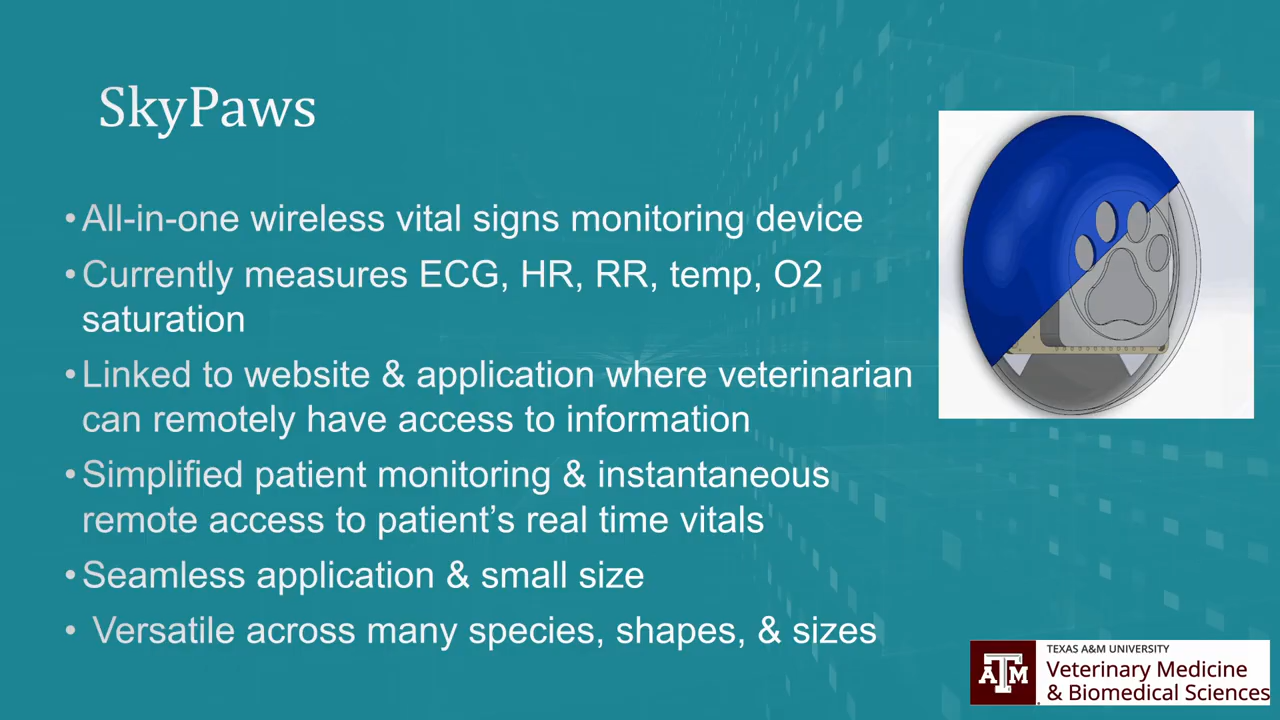 SkyPaws
• All-in-one wireless vital signs monitoring device
• Currently measures ECG, HR, RR, temp, O2
saturation
• Linked to website & application where veterinarian
can remotely have access to information
• Simplified patient monitoring & instantaneous
remote access to patient’s real time vitals
• Seamless application & small size
• Versatile across many species, shapes, & sizes
ATM
TEXAS A&M UNIVERSITY
Veterinary Medicine
& Biomedical Sciences